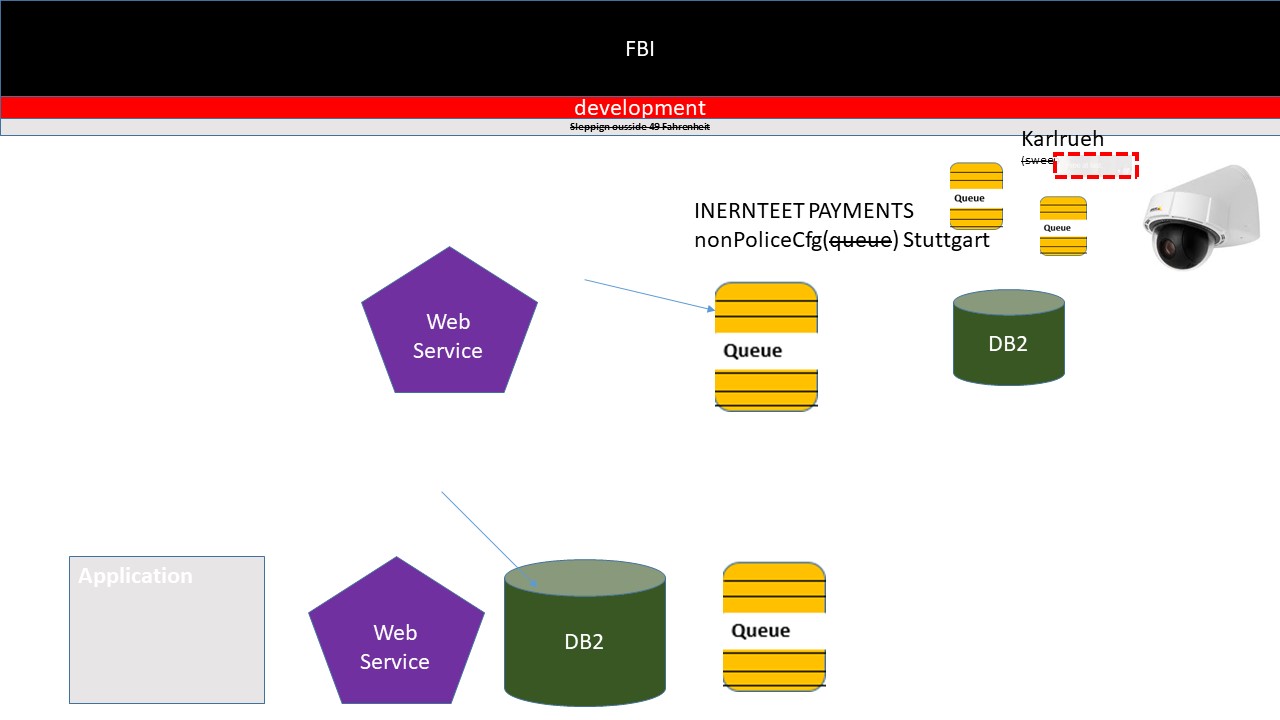 FBI
development
Sleppign ousside 49 Fahrenheit
Karlrueh
(swee
Queue
INERNTEET PAYMENTS
nonPoliceCfg(queue) Stuttgart
Queue
Web
Service
Queue
DB2
Application
Web
Service
DB2
Queue